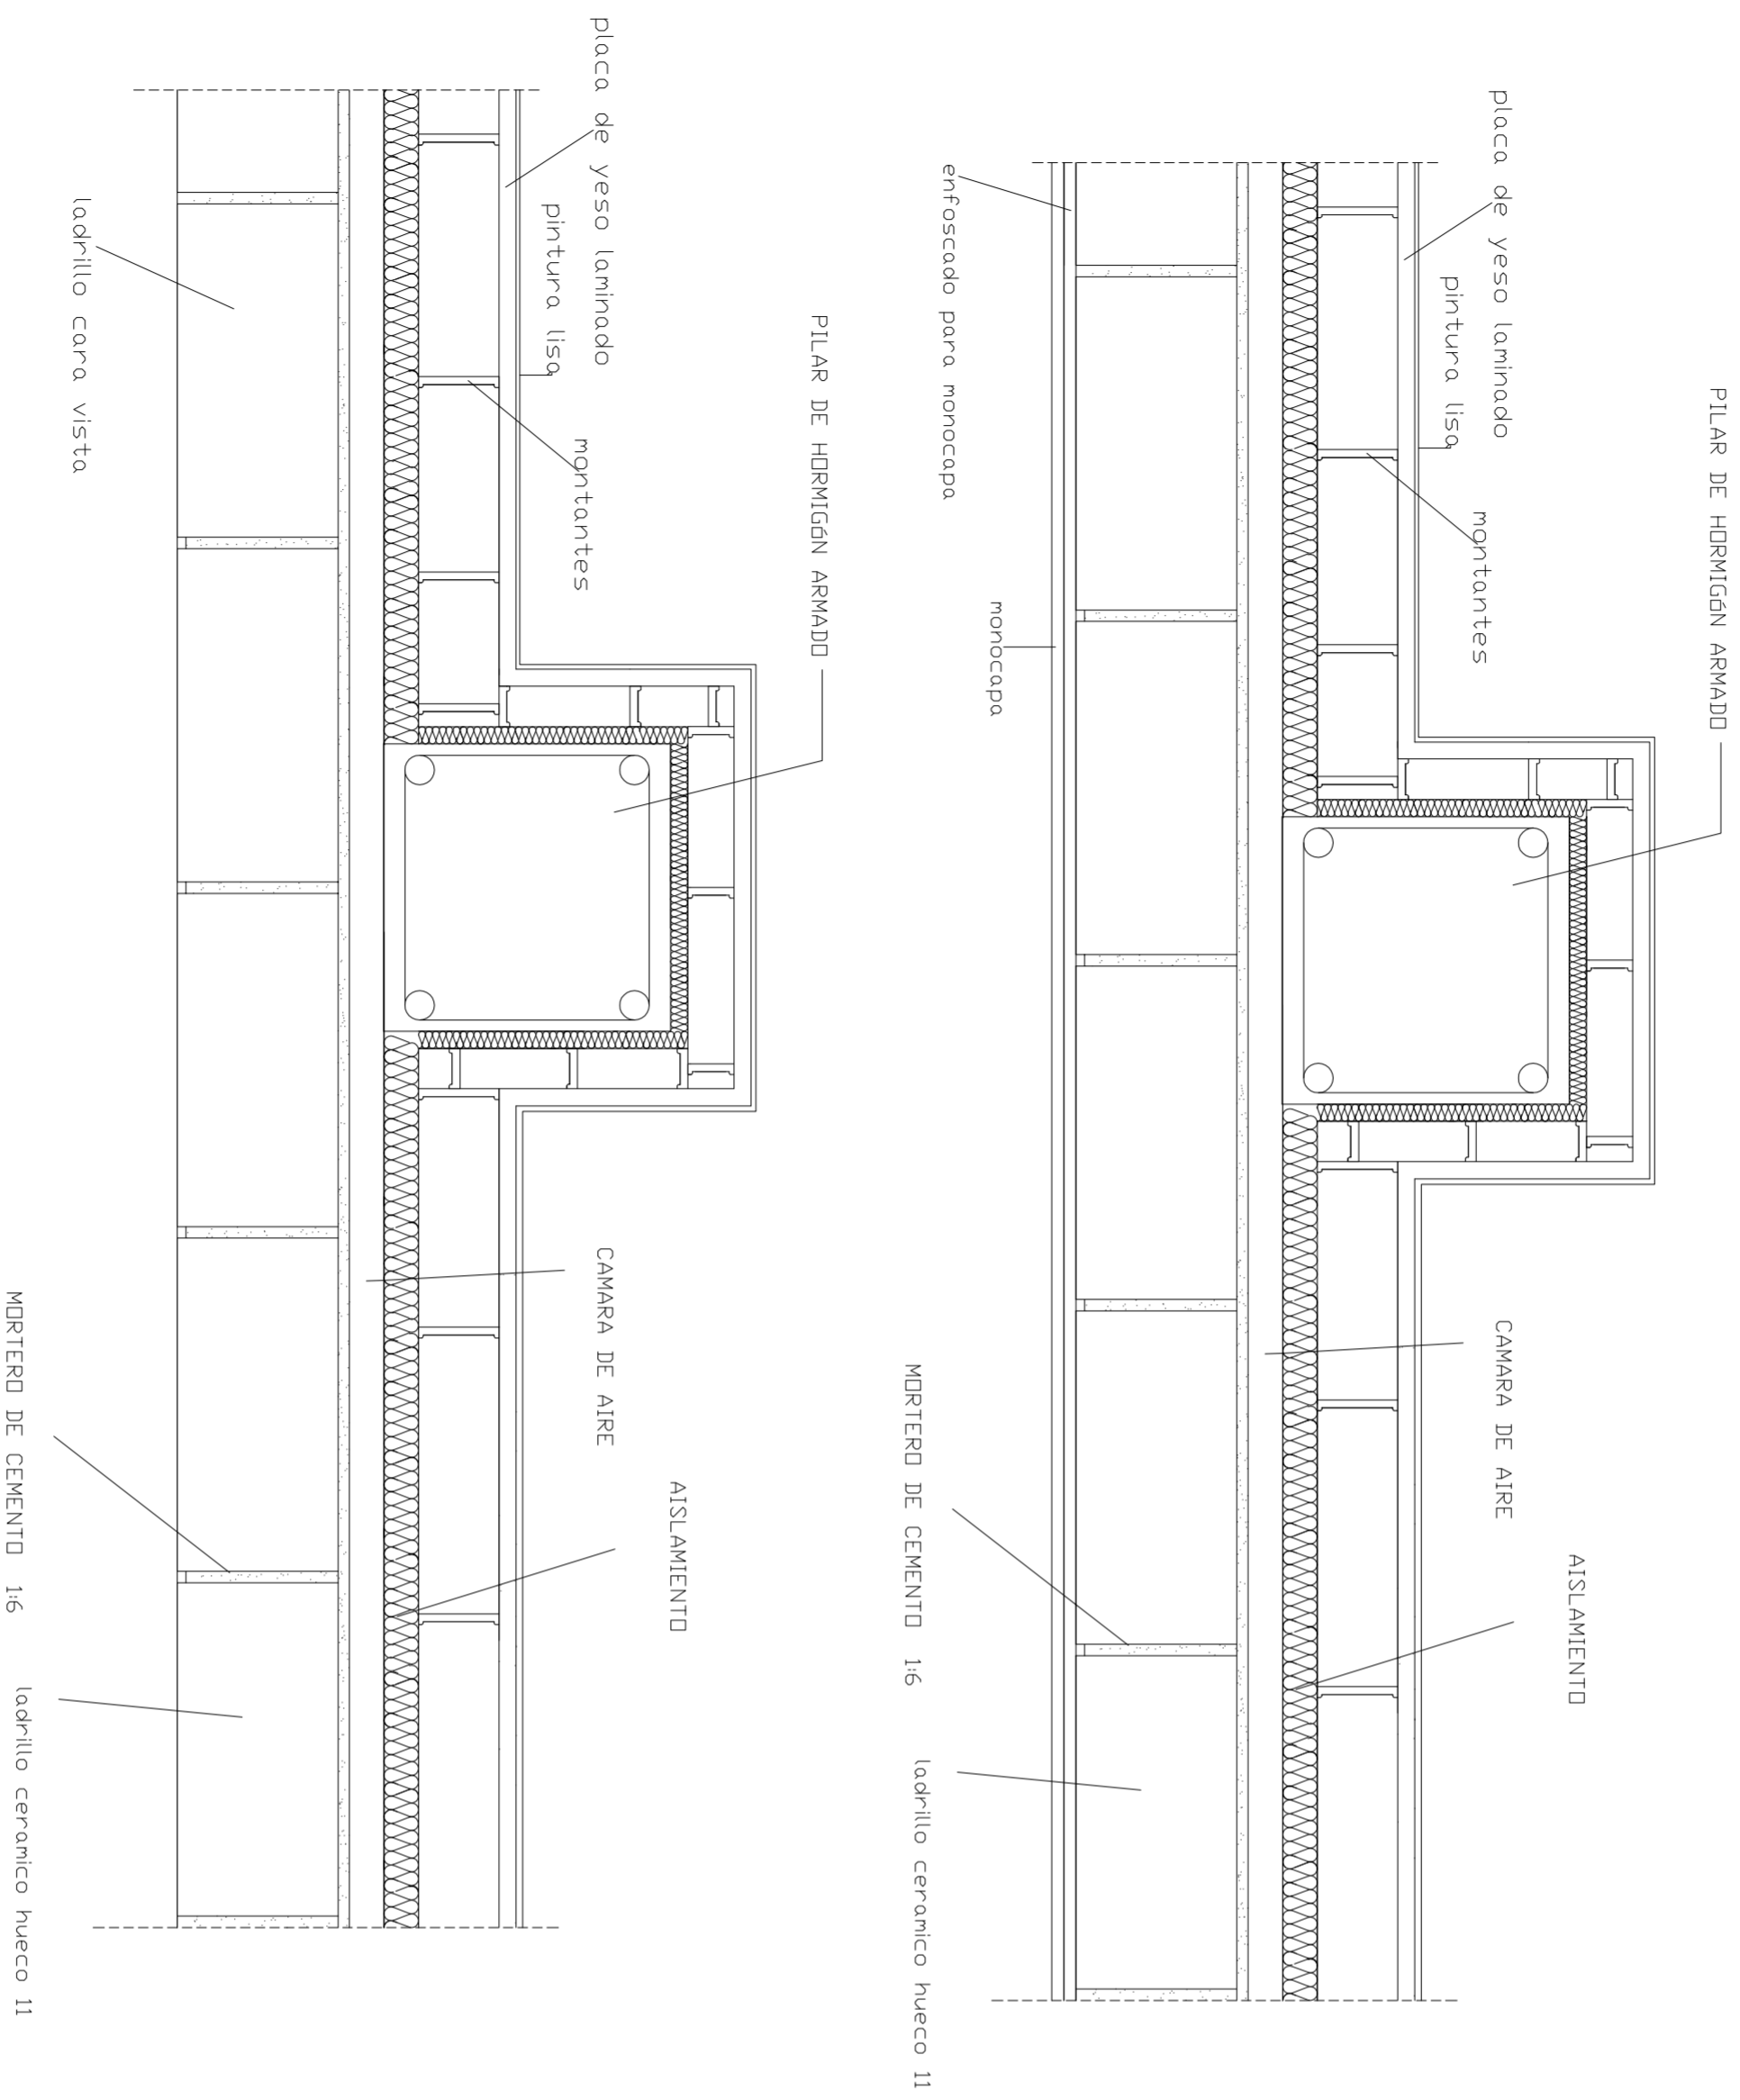 PILAR DE HORMIGóN ARMADO
placa de yeso laminado
pintura lisa
montantes
CAMARA DE AIRE
AISLAMIENTO
enfoscado para monocapa
monocapa
MORTERO DE CEMENTO 1:6
ladrillo ceramico hueco 11
PILAR DE HORMIGóN ARMADO
placa de yeso laminado
pintura lisa
montantes
CAMARA DE AIRE
AISLAMIENTO
ladrillo cara vista
MORTERO DE CEMENTO 1:6
ladrillo ceramico hueco 11